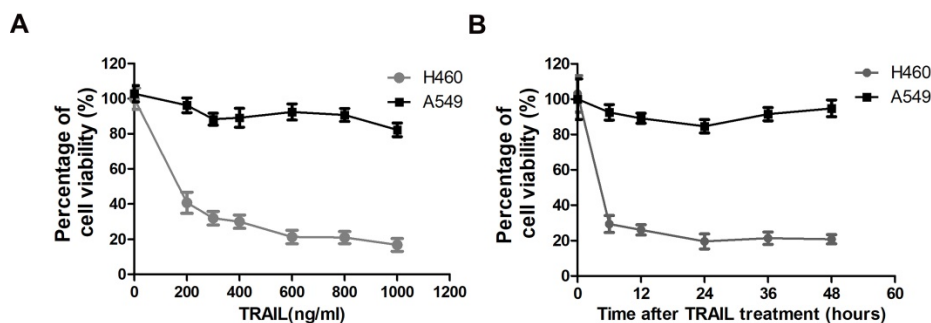 A
Percentage of
cell viability (%)
120
100
80
60
40
20
0
0 200 400 600 800 1000 1200
TRAIL(ng/ml)
H460
A549
B
Percentage of
cell viability (%)
120
100
80
60
40
20
0
0 12 24 36 48 60
Time after TRAIL treatment (hours)
H460
A549